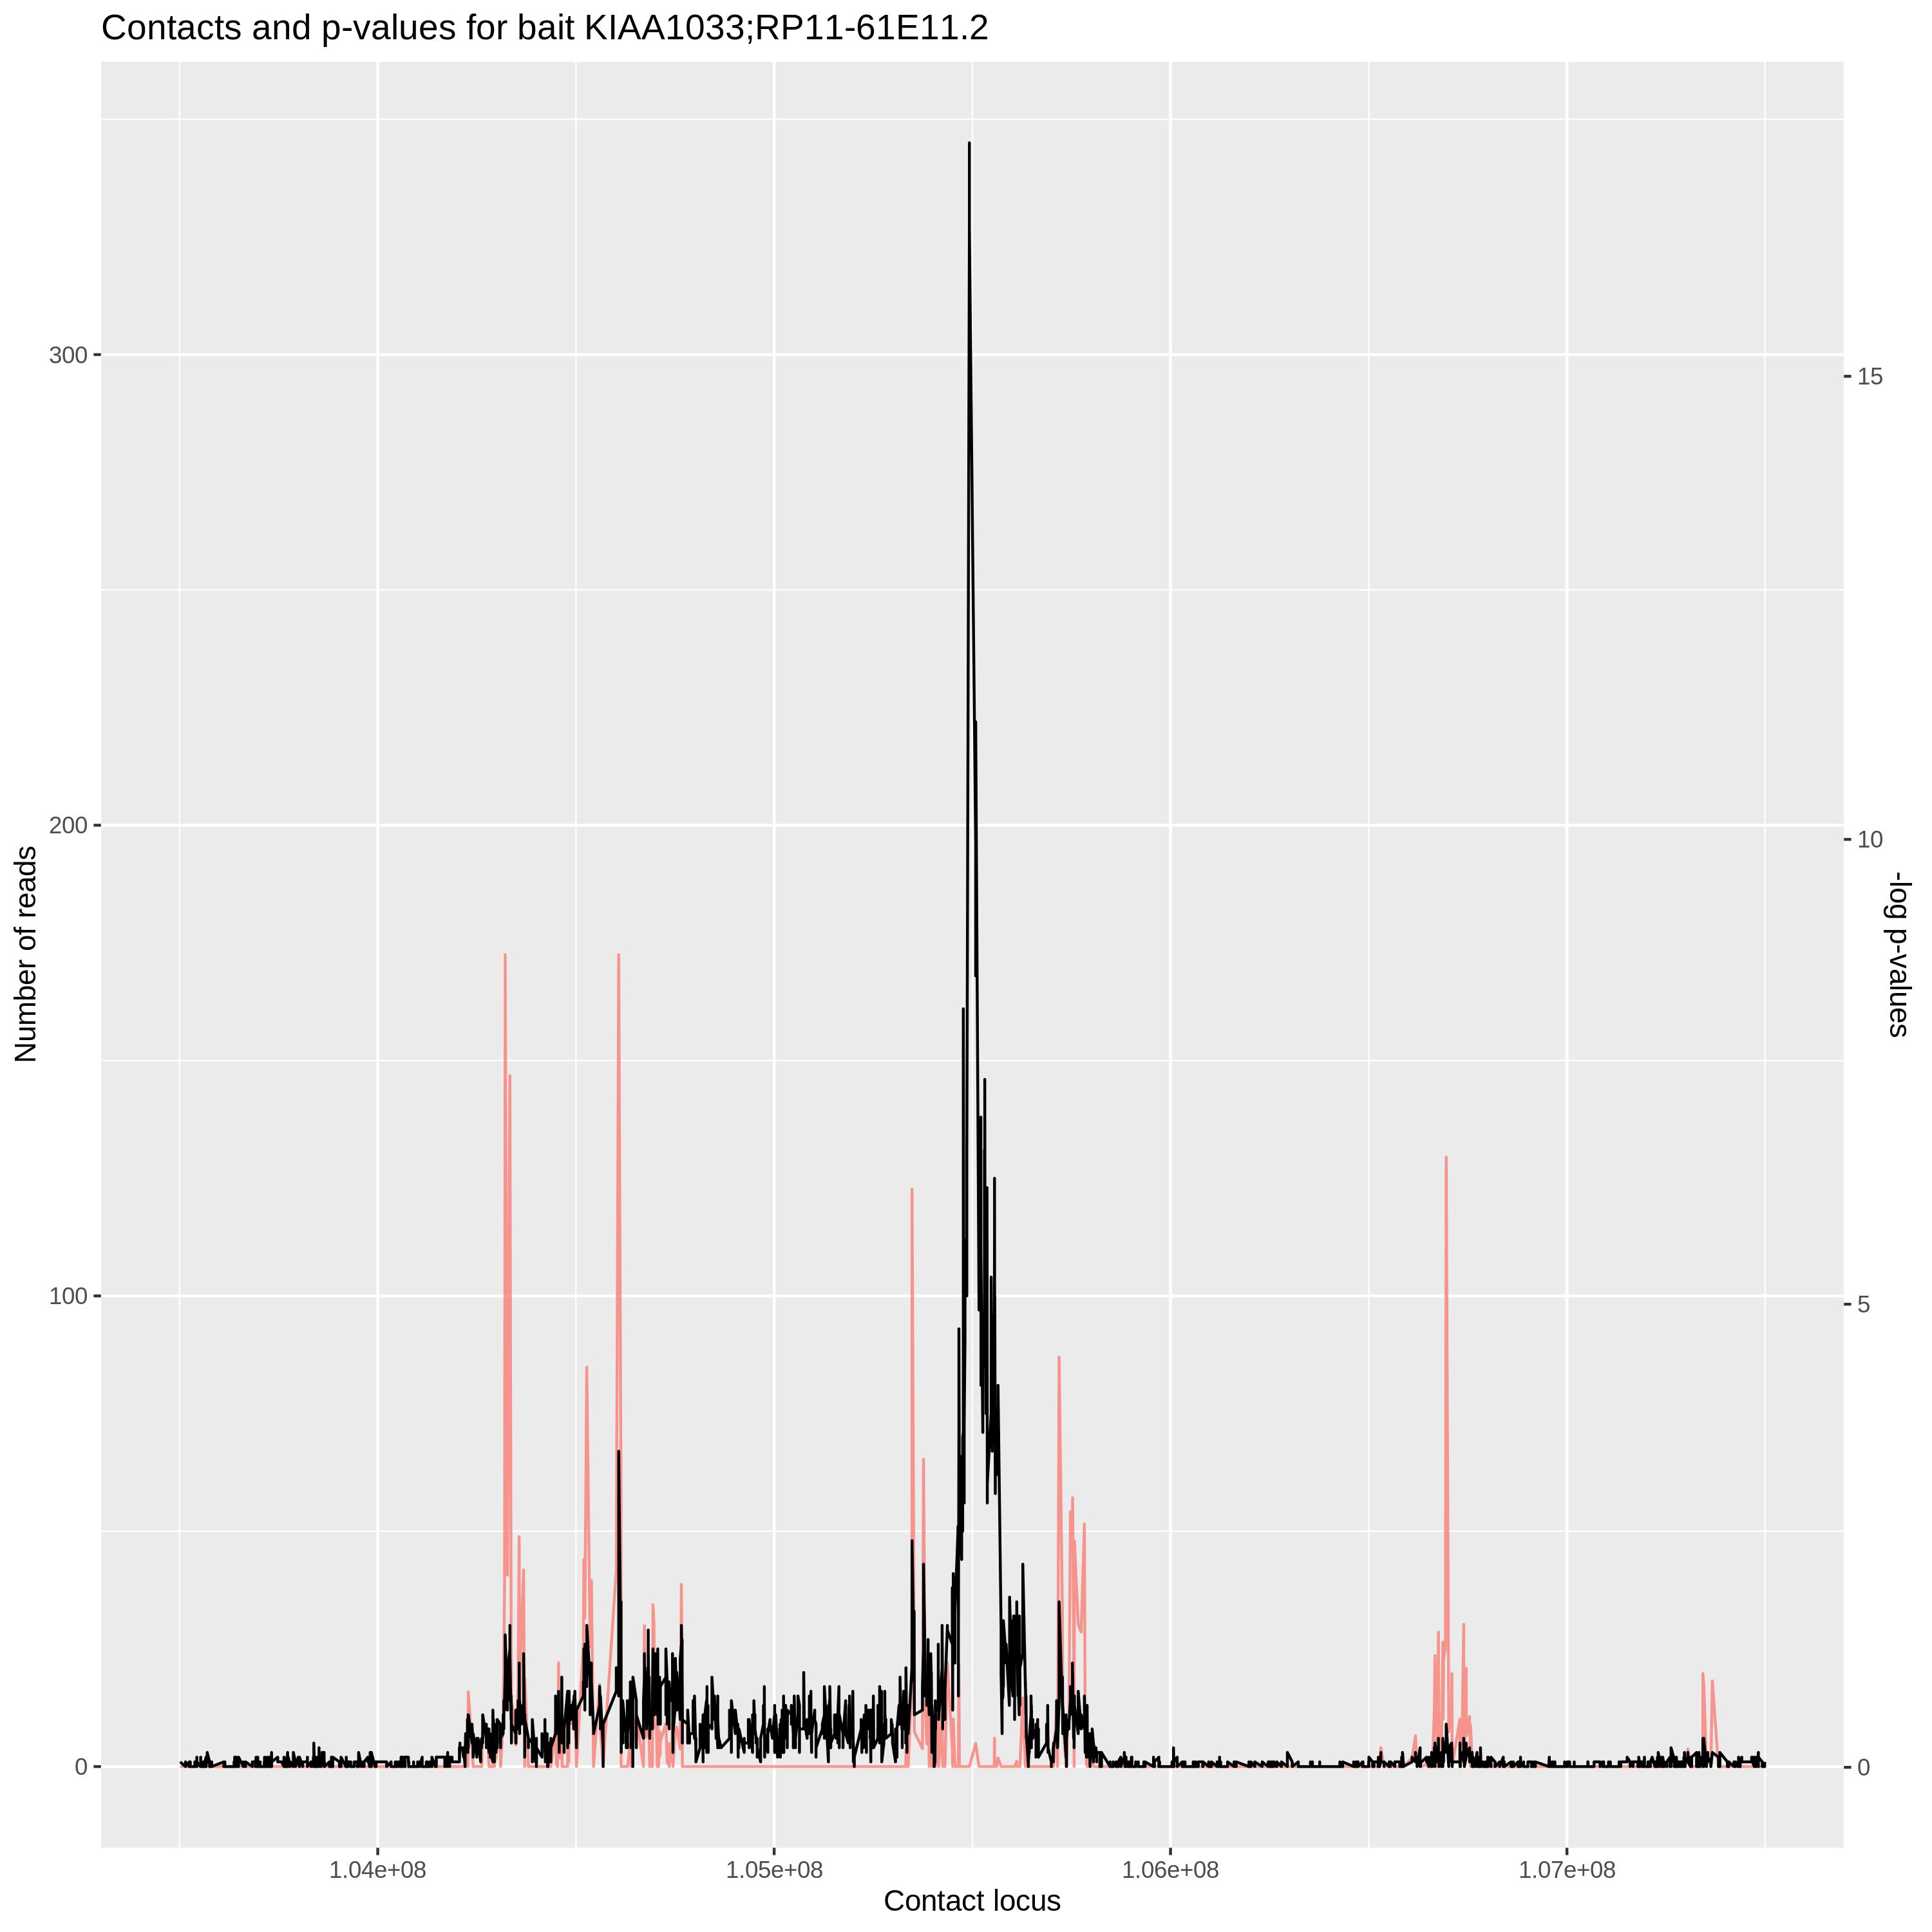 Contacts and p-values for bait KIAA1033;RP11-61E11.2
300
200
100
0
Number of reads
15
10
5
0
-log p-values
1.04e+08
1.05e+08
1.06e+08
1.07e+08
Contact locus